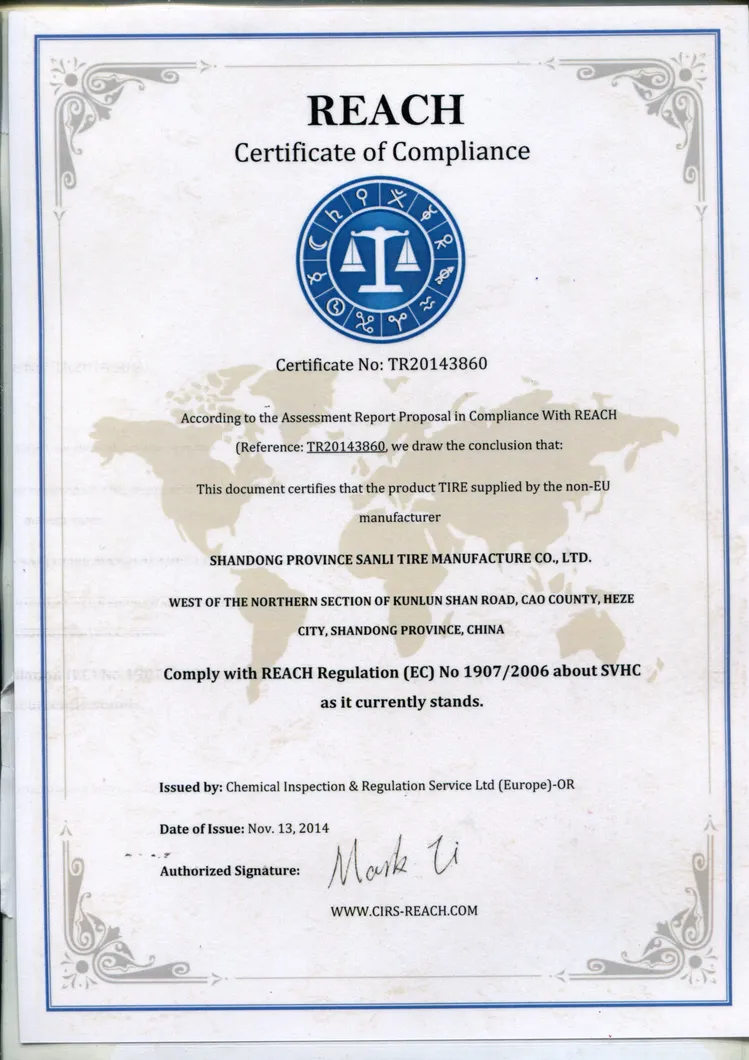 REACH
Certificate of Compliance
Certificate No: TR20143860
According to the Assessment Report Proposal in Compliance With REACH
(Reference: TR20143860, we draw the conclusion that:
This document certifies that the product TIRE supplied by the non-EU
manufacturer
SHANDONG PROVINCE SANLI TIRE MANUFACTURE CO., LTD.
WEST OF THE NORTHERN SECTION OF KUNLUN SHAN ROAD, CAO COUNTY, HEZE
CITY, SHANDONG PROVINCE, CHINA
Comply with REACH Regulation (EC) No 1907/2006 about SVHC
as it currently stands.
Issued by: Chemical Inspection & Regulation Service Ltd (Europe)-OR
Date of Issue: Nov. 13, 2014
Authorized Signature: Mark Li
WWW.CIRS-REACH.COM